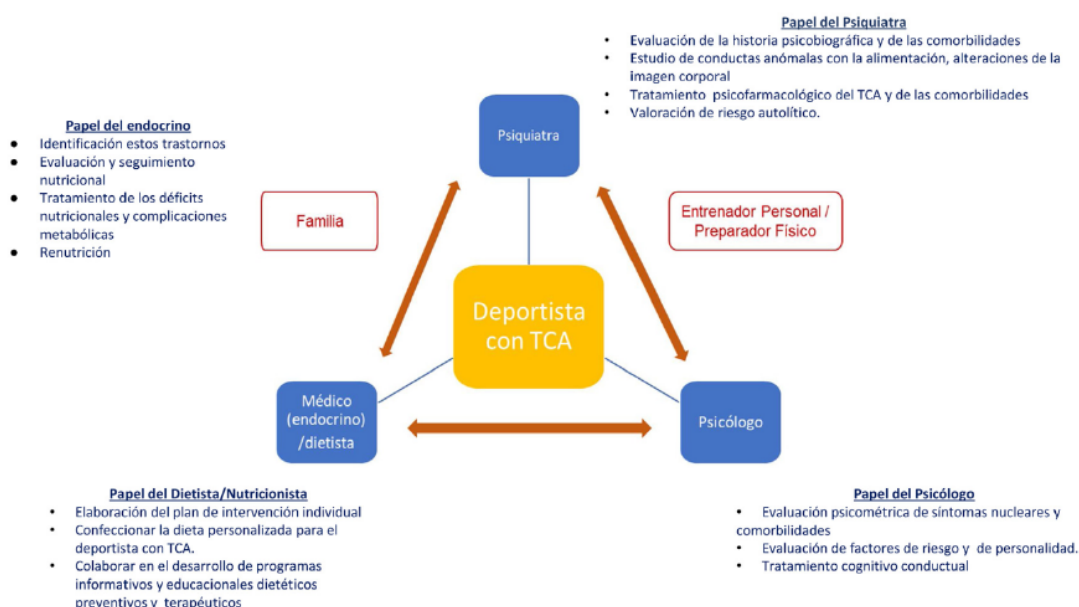 Papel del Psiquiatra
• Evaluación de la historia psicobiográfica y de las comorbilidades
• Estudio de conductas anómalas con la alimentación, alteraciones de la
imagen corporal
• Tratamiento psicofarmacológico del TCA y de las comorbilidades
• Valoración de riesgo autolítico.
Papel del endocrino
● Identificación estos trastornos
● Evaluación y seguimiento
nutricional
● Tratamiento de los déficits
nutricionales y complicaciones
metabólicas
● Renutrición
Psiquiatra
Familia
Entrenador Personal /
Preparador Físico
Deportista
con TCA
Médico
(endocrino)
/dietista
Psicólogo
Papel del Dietista/Nutricionista
• Elaboración del plan de intervención individual
• Confeccionar la dieta personalizada para el
deportista con TCA.
• Colaborar en el desarrollo de programas
informativos y educacionales dietéticos
preventivos y terapéuticos
Papel del Psicólogo
• Evaluación psicométrica de síntomas nucleares y
comorbilidades
• Evaluación de factores de riesgo y de personalidad.
• Tratamiento cognitivo conductual